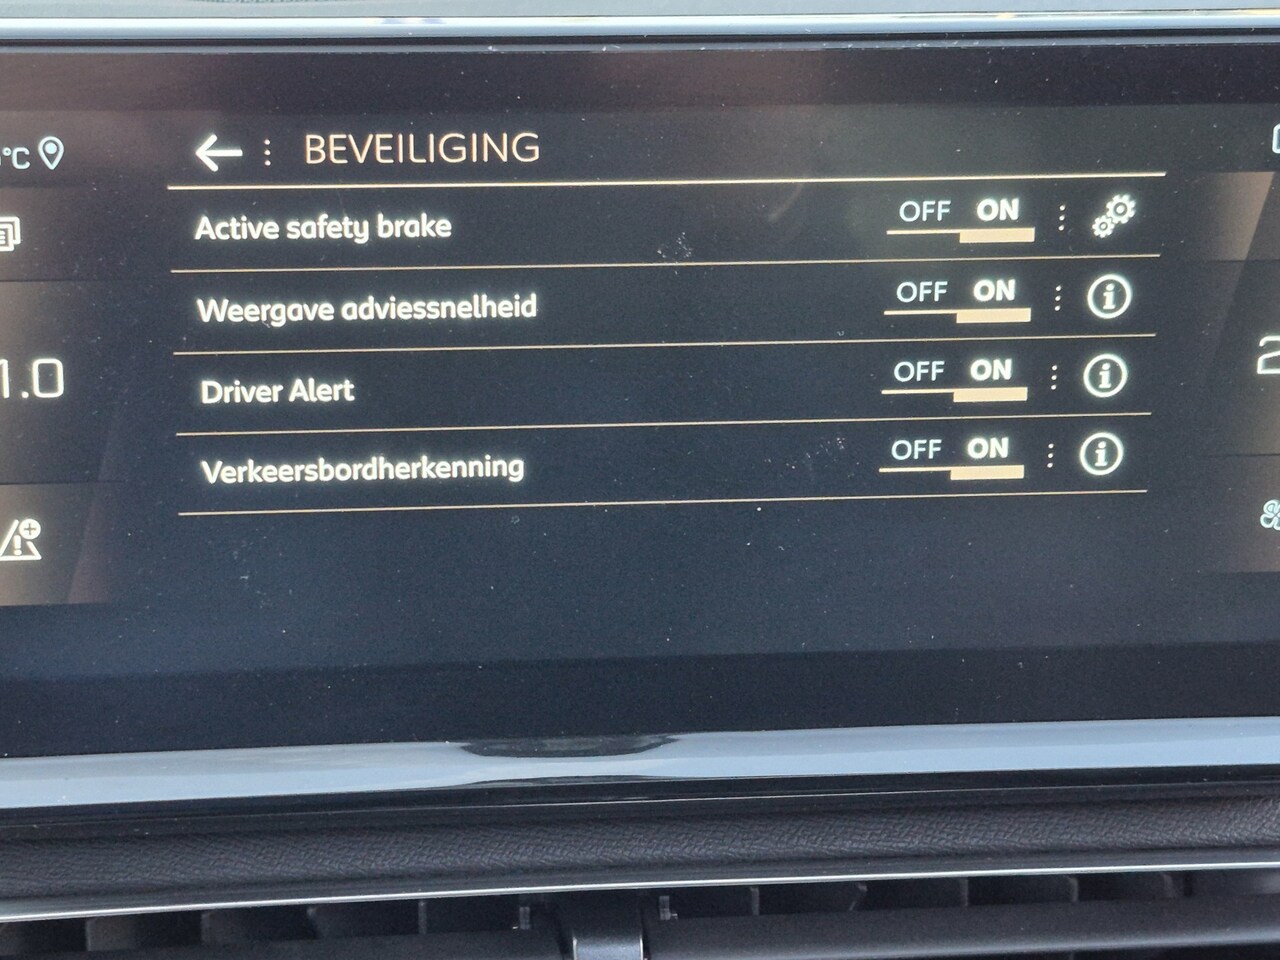 °C
BEVEILIGING
Active safety brake OFF ON
Weergave adviessnelheid OFF ON i
1.0
Driver Alert OFF ON i
Verkeersbordherkenning OFF ON i